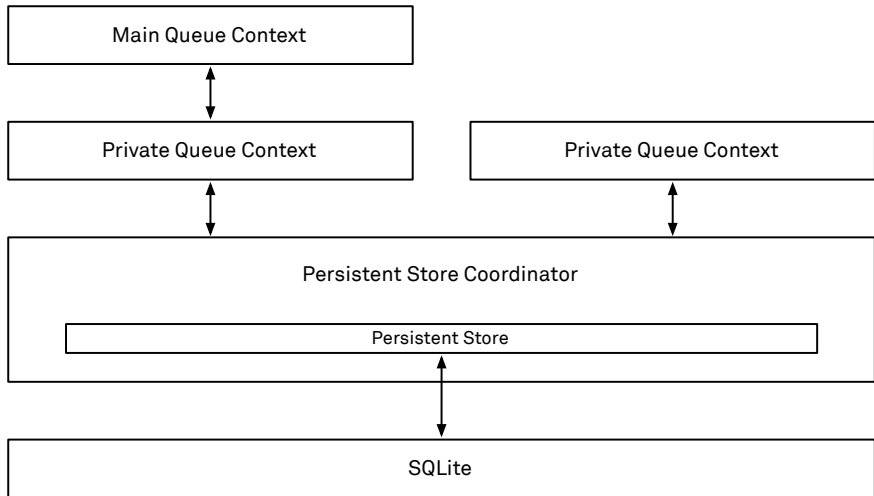 Main Queue Context
Private Queue Context
Private Queue Context
Persistent Store Coordinator
Persistent Store
SQLite